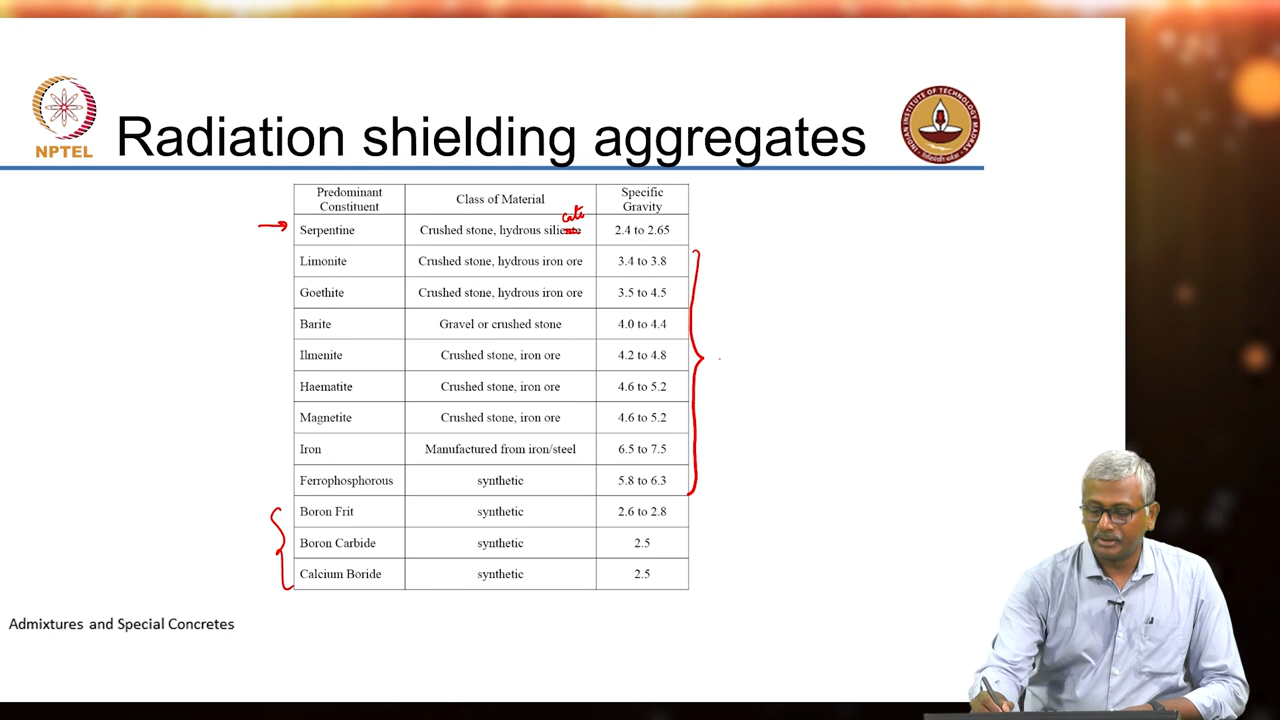 NPTEL
Radiation shielding aggregates
INDIAN INSTITUTE OF TECHNOLOGY MADRAS
Predominant Constituent Class of Material Specific Gravity
cate
Serpentine Crushed stone, hydrous 2.4 to 2.65
Limonite Crushed stone, hydrous iron ore 3.4 to 3.8
Goethite Crushed stone, hydrous iron ore 3.5 to 4.5
Barite Gravel or crushed stone 4.0 to 4.4
Ilmenite Crushed stone, iron ore 4.2 to 4.8
Haematite Crushed stone, iron ore 4.6 to 5.2
Magnetite Crushed stone, iron ore 4.6 to 5.2
Iron Manufactured from iron/steel 6.5 to 7.5
Ferrophosphorous synthetic 5.8 to 6.3
Boron Frit synthetic 2.6 to 2.8
Boron Carbide synthetic 2.5
Calcium Boride synthetic 2.5
Admixtures and Special Concretes